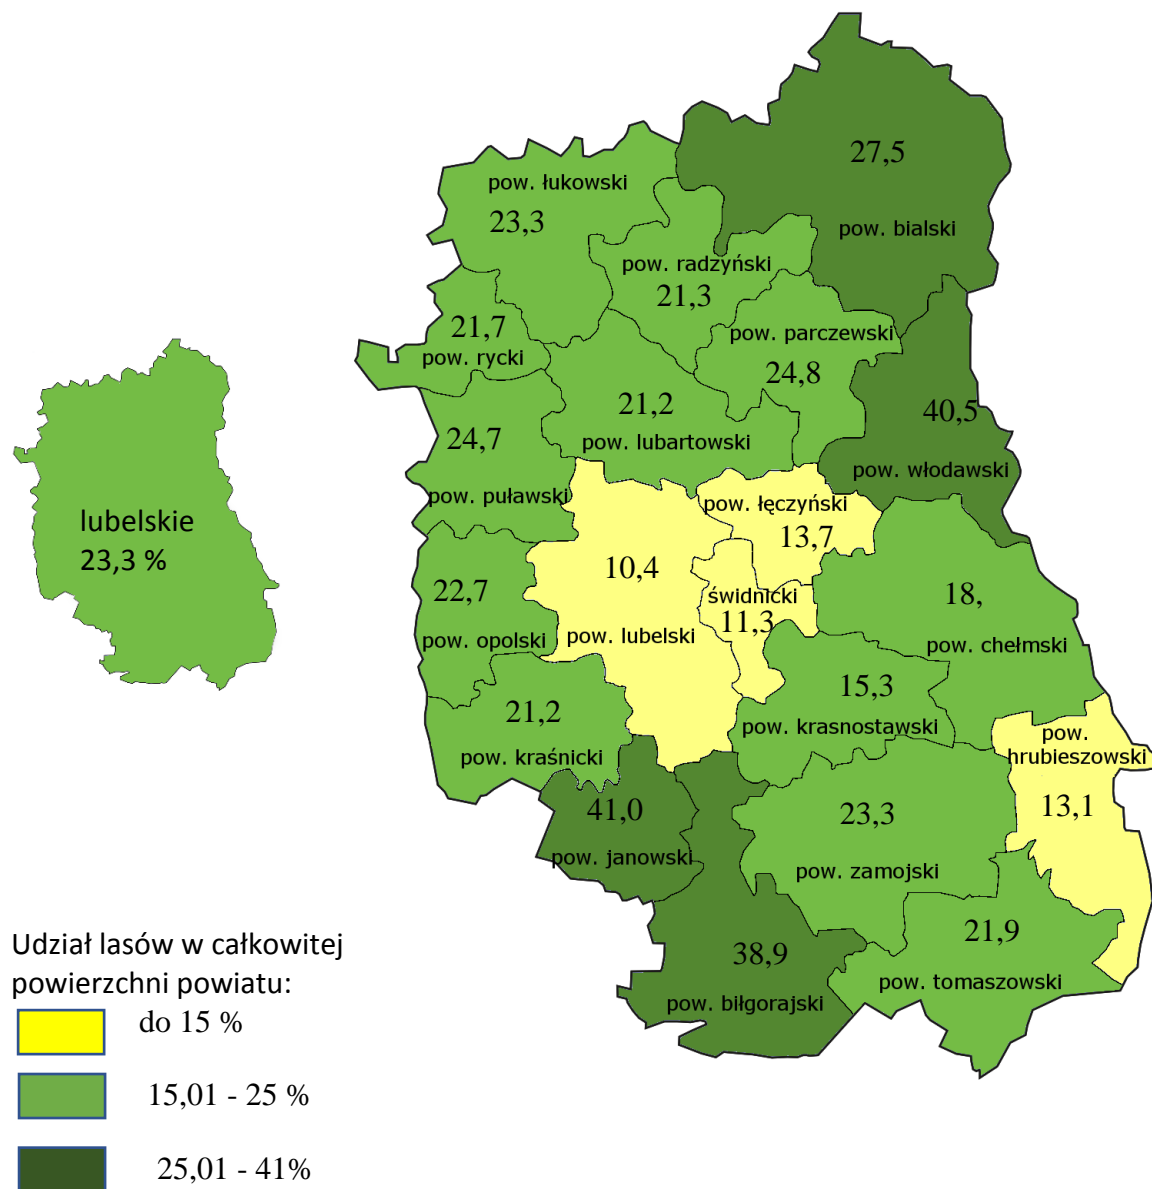 27,5
pow. bialski
pow. łukowski
23,3
pow. radzyński
21,3
21,7
pow. rycki
pow. parczewski
24,8
21,2
pow. lubartowski
40,5
pow. włodawski
24,7
pow. puławski
lubelskie
23,3 %
pow. łęczyński
13,7
10,4
pow. lubelski
świdnicki
11,3
22,7
pow. opolski
18,
pow. chełmski
15,3
pow. krasnostawski
21,2
pow. kraśnicki
pow.
hrubieszowski
13,1
41,0
pow. janowski
23,3
pow. zamojski
38,9
pow. biłgorajski
21,9
pow. tomaszowski
Udział lasów w całkowitej
powierzchni powiatu:
do 15 %
15,01 - 25 %
25,01 - 41%